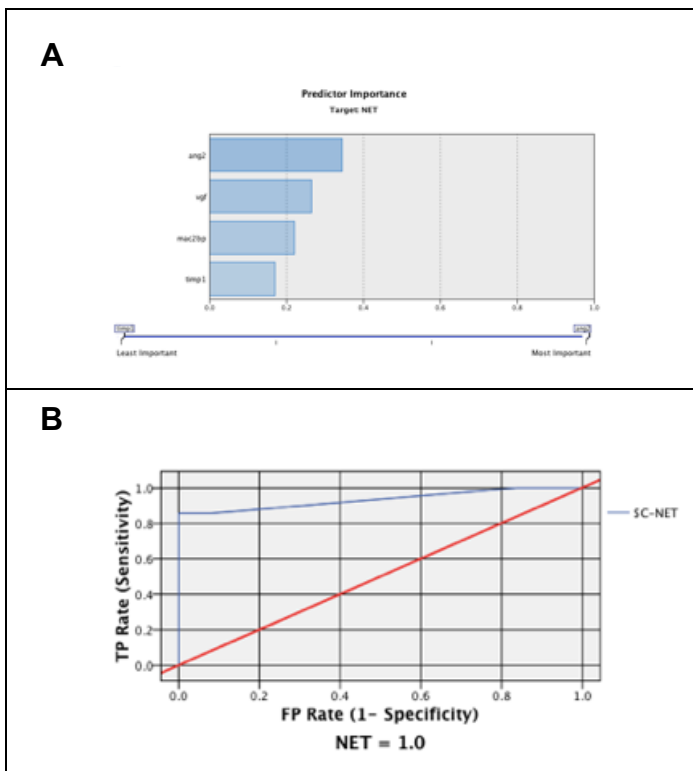 A
Predictor Importance
Target: NET
ang2
vgf
mac2bp
timp1
0.0 0.2 0.4 0.6 0.8 1.0
timp1 ang2
Least Important Most Important
B
TP Rate (Sensitivity)
1.0
0.8
0.6
0.4
0.2
0.0
$C-NET
0.0 0.2 0.4 0.6 0.8 1.0
FP Rate (1- Specificity)
NET = 1.0